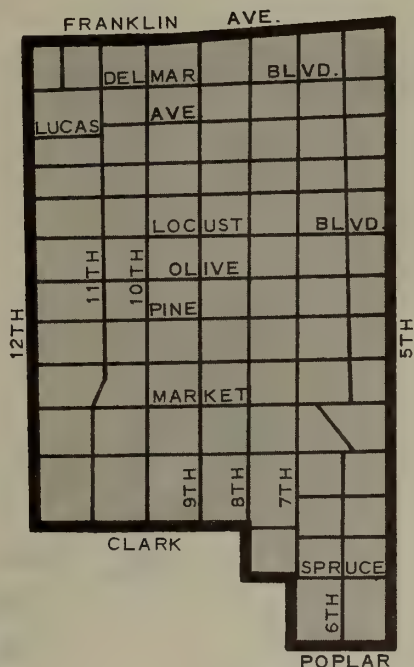 FRANKLIN AVE.
DEL MAR BLVD.
LUCAS AVE.
LOCUST BLVD.
11TH
10TH
OLIVE
PINE
12TH
5TH
MARKET
9TH
8TH
7TH
CLARK
SPRUCE
6TH
POPLAR